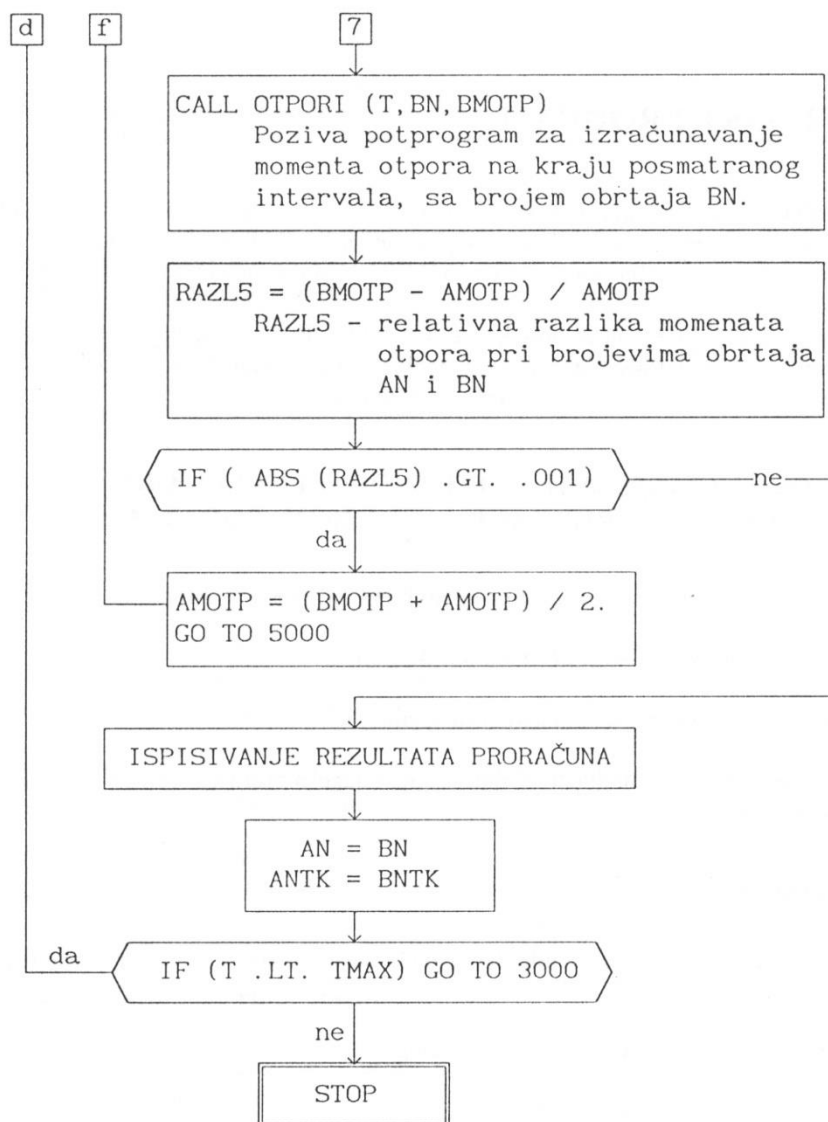 d f 7
CALL OTPORI (T,BN,BMOTP)
Poziva potprogram za izračunavanje
momenta otpora na kraju posmatranog
intervala, sa brojem obrtaja BN.
RAZL5 = (BMOTP - AMOTP) / AMOTP
RAZL5 - relativna razlika momenata
otpora pri brojevima obrtaja
AN i BN
IF ( ABS (RAZL5) .GT. .001)
ne
da
AMOTP = (BMOTP + AMOTP) / 2.
GO TO 5000
ISPISIVANJE REZULTATA PRORAČUNA
AN = BN
ANTK = BNTK
da
IF (T .LT. TMAX) GO TO 3000
ne
STOP